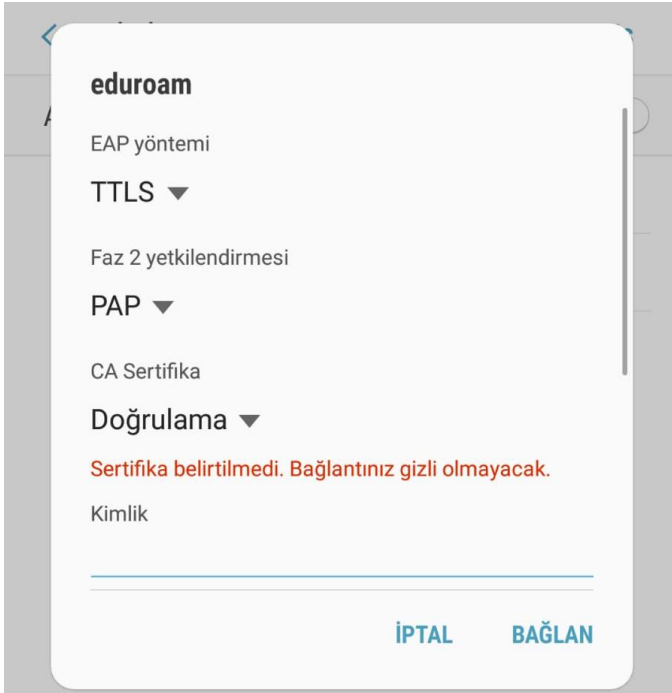 eduroam
EAP yöntemi
TTLS
Faz 2 yetkilendirmesi
PAP
CA Sertifika
Doğrulama
Sertifika belirtilmedi. Bağlantınız gizli olmayacak.
Kimlik
İPTAL BAĞLAN